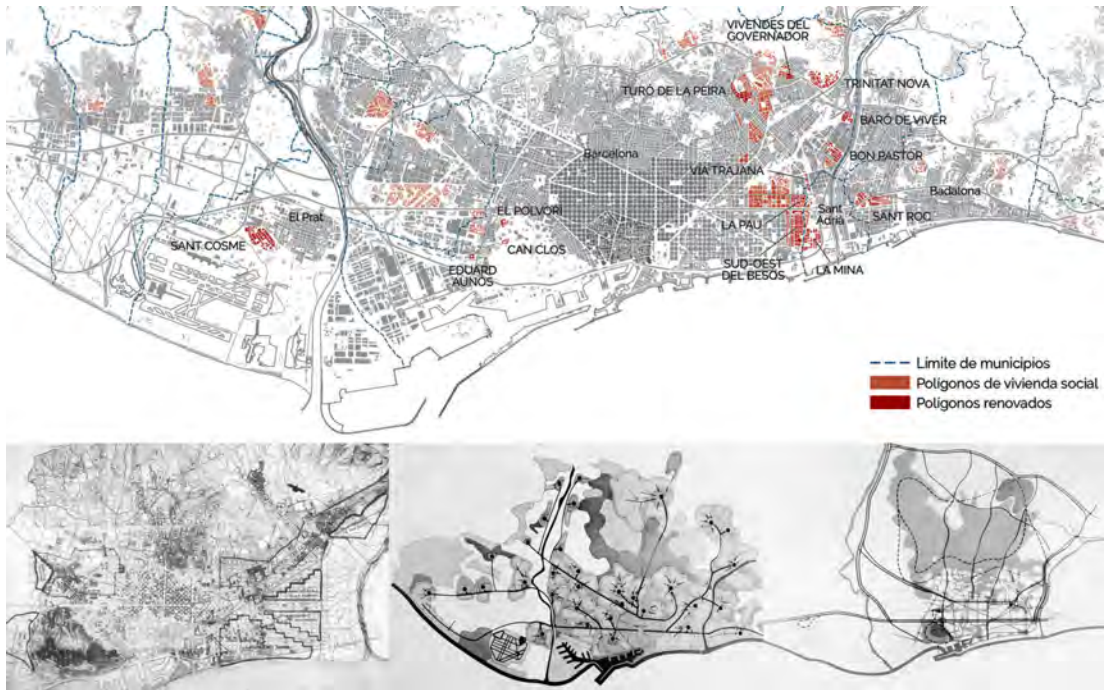 VIVENDES DEL
GOVERNADOR
TURÓ DE LA PEIRA
TRINITAT NOVA
BARÓ DE VIVER
Barcelona
BON PASTOR
VIA TRAJANA
Badalona
El Prat
EL POLVORÍ
LA PAU
Sant
Adrià
SANT ROC
SANT COSME
CAN CLOS
EDUARD
AUNÓS
SUD-OEST
DEL BESÒS
LA MINA
Límite de municipios
Polígonos de vivienda social
Polígonos renovados